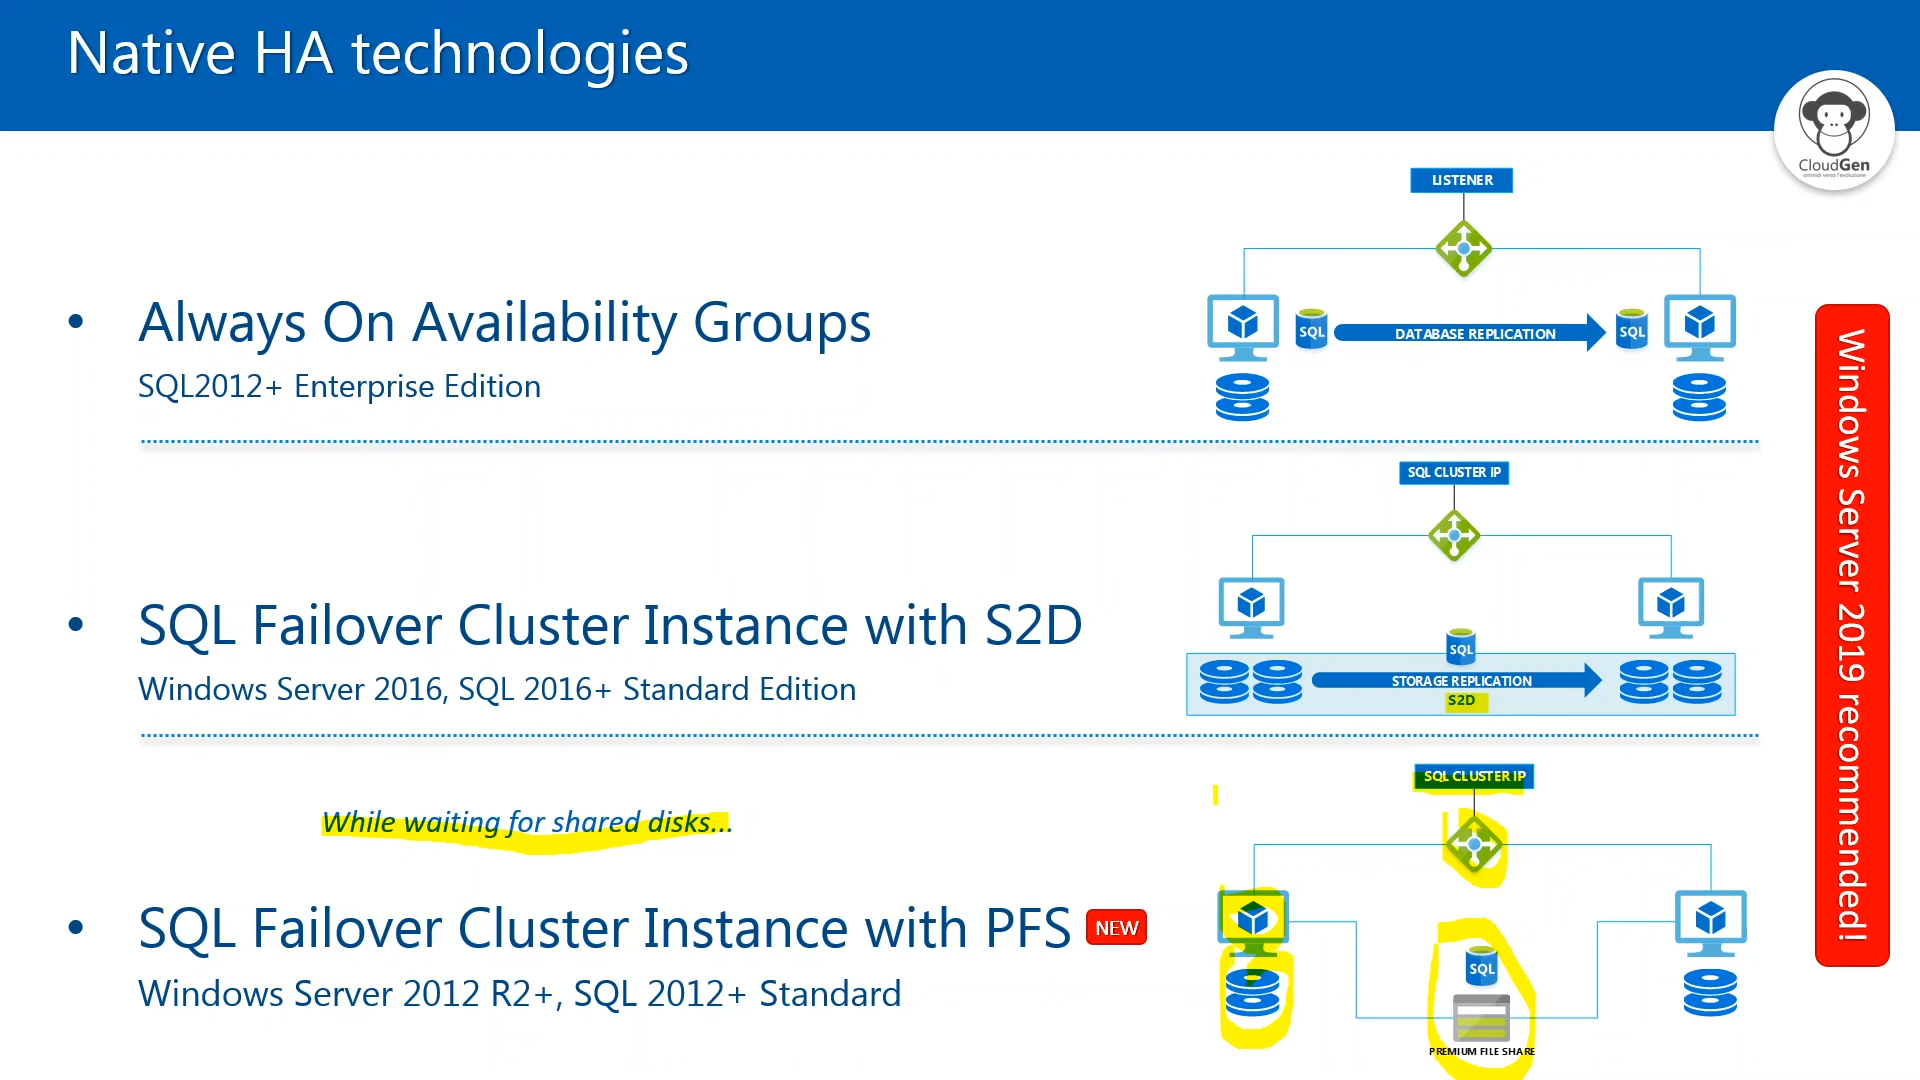 Native HA technologies
CloudGen
LISTENER
• Always On Availability Groups
SQL2012+ Enterprise Edition
SQL
DATABASE REPLICATION
SQL
SQL CLUSTER IP
• SQL Failover Cluster Instance with S2D
Windows Server 2016, SQL 2016+ Standard Edition
SQL
STORAGE REPLICATION
S2D
While waiting for shared disks...
SQL CLUSTER IP
• SQL Failover Cluster Instance with PFS NEW
Windows Server 2012 R2+, SQL 2012+ Standard
SQL
PREMIUM FILE SHARE
Windows Server 2019 recommended!